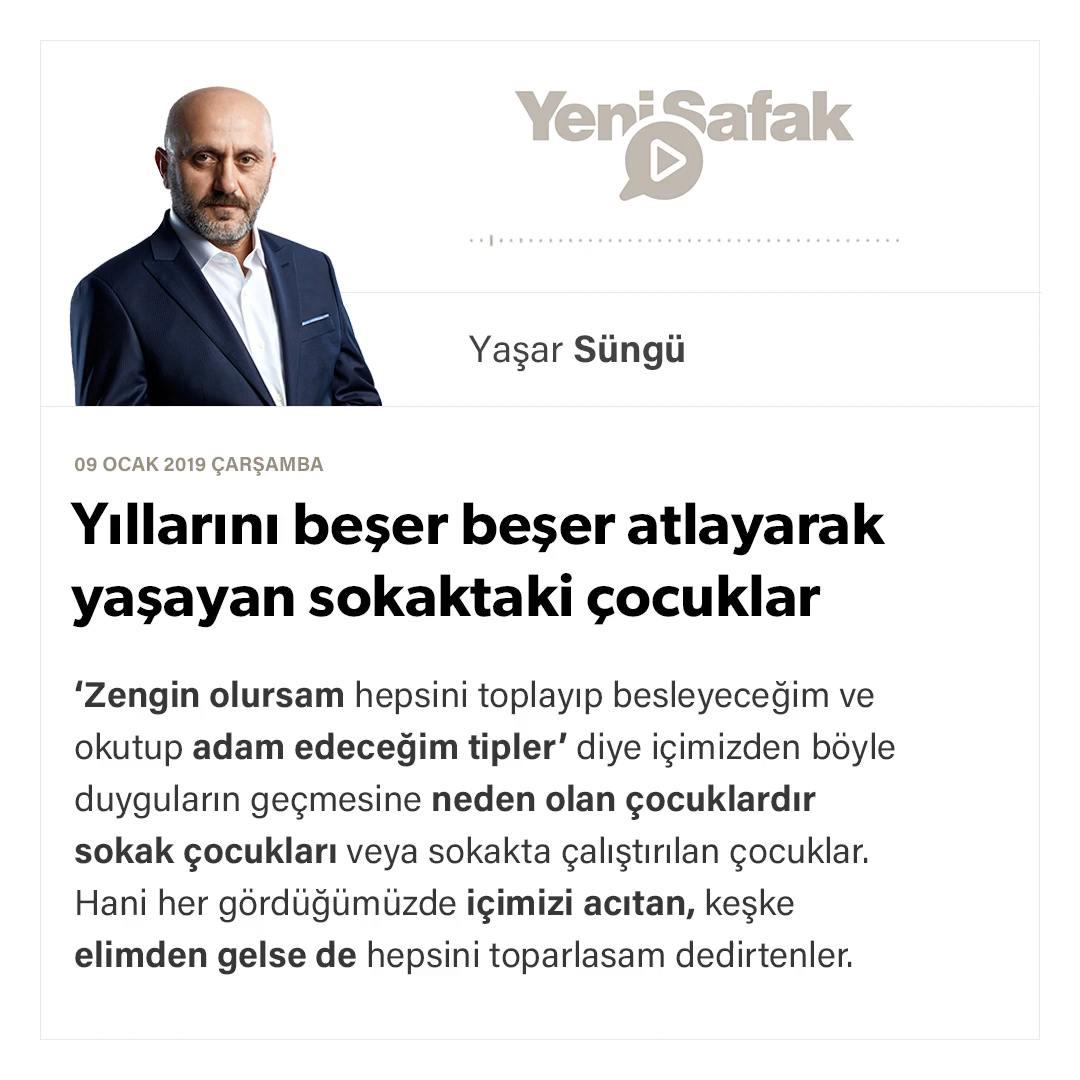 Yeni Safak
Yaşar Süngü
09 OCAK 2019 ÇARŞAMBA
Yıllarını beşer beşer atlayarak
yaşayan sokaktaki çocuklar
‘Zengin olursam hepsini toplayıp besleyeceğim ve
okutup adam edeceğim tipler’ diye içimizden böyle
duyguların geçmesine neden olan çocuklardır
sokak çocukları veya sokakta çalıştırılan çocuklar.
Hani her gördüğümüzde içimizi acıtan, keşke
elimden gelse de hepsini toparlasam dedirtenler.